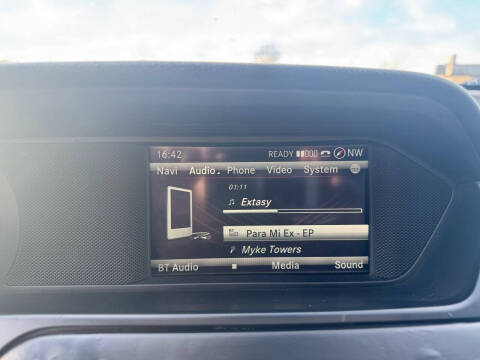 16:42 READY NW
Navi Audio Phone Video System
01:11
Extasy
Para Mi Ex - EP
Myke Towers
BT Audio Media Sound